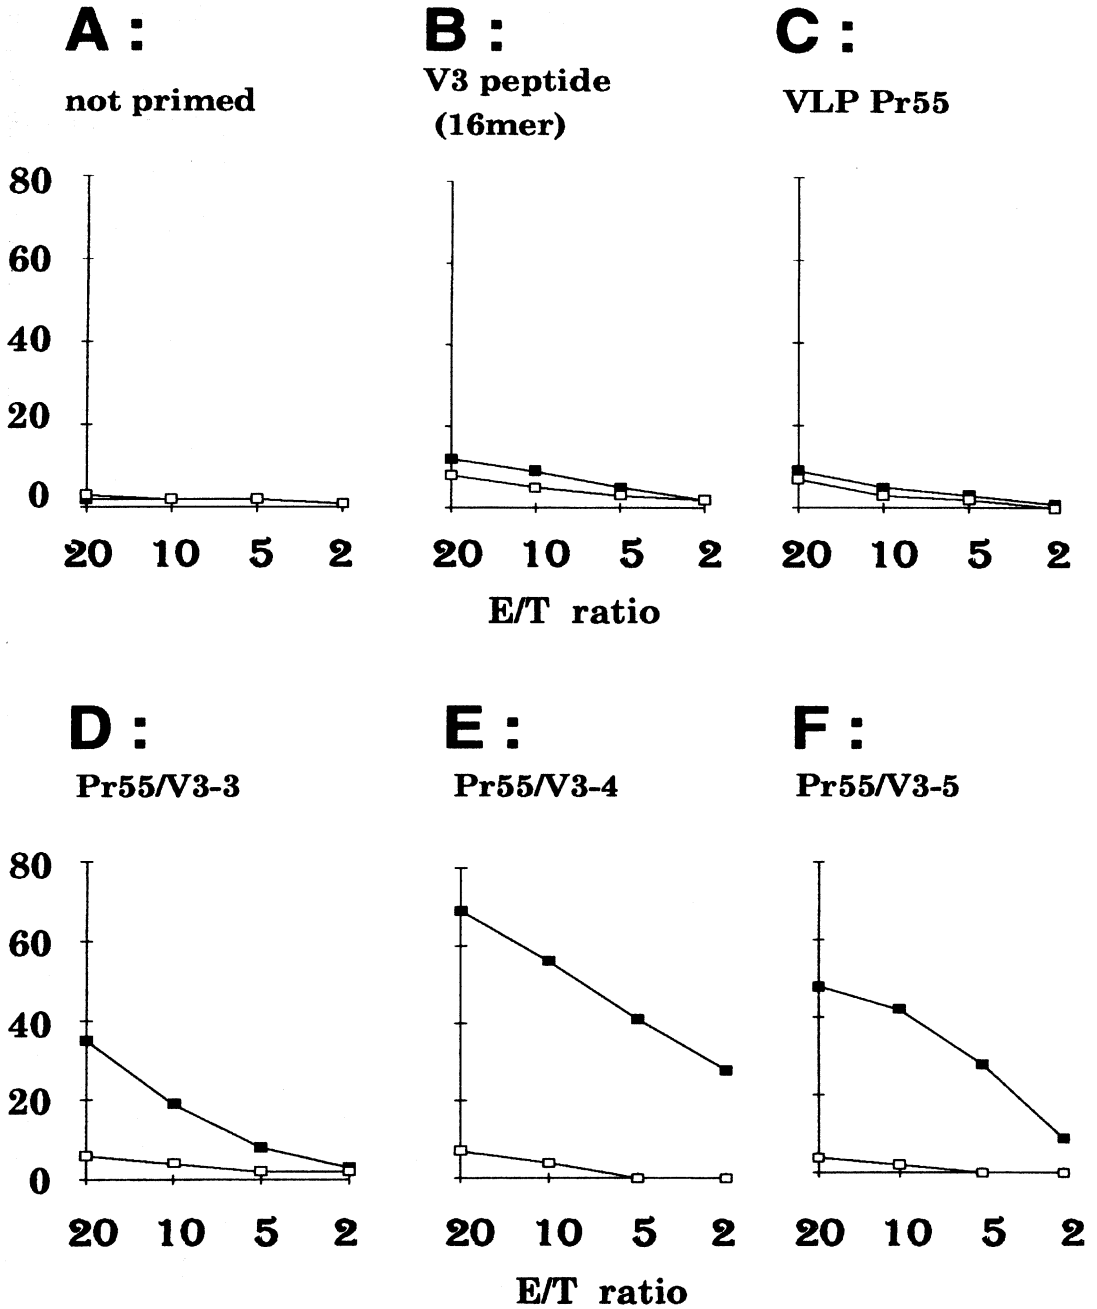 A : B : C :
not primed V3 peptide (16mer) VLP Pr55
80
60
40
20
0
20 10 5 2 20 10 5 2 20 10 5 2
E/T ratio
D : E : F :
Pr55/V3-3 Pr55/V3-4 Pr55/V3-5
80
60
40
20
0
20 10 5 2 20 10 5 2 20 10 5 2
E/T ratio